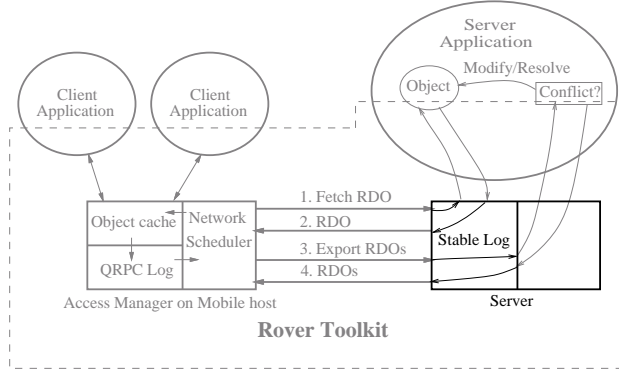 Server
Application
Modify/Resolve
Object
Conflict?
Client
Application
Client
Application
1. Fetch RDO
Object cache
Network
Scheduler
2. RDO
Stable Log
3. Export RDOs
QRPC Log
4. RDOs
Access Manager on Mobile host
Server
Rover Toolkit